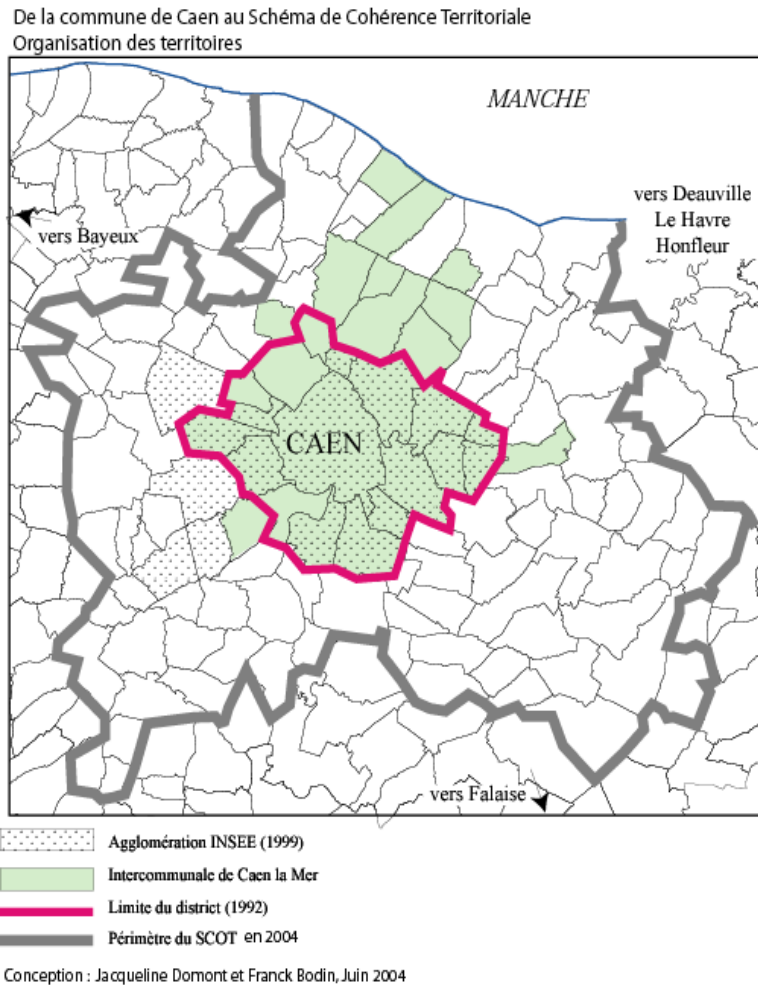 De la commune de Caen au Schéma de Cohérence Territoriale
Organisation des territoires
MANCHE
vers Deauville
Le Havre
Honfleur
vers Bayeux
CAEN
vers Falaise
Agglomération INSEE (1999)
Intercommunale de Caen la Mer
Limite du district (1992)
Périmètre du SCOT en 2004
Conception : Jacqueline Domont et Franck Bodin, Juin 2004